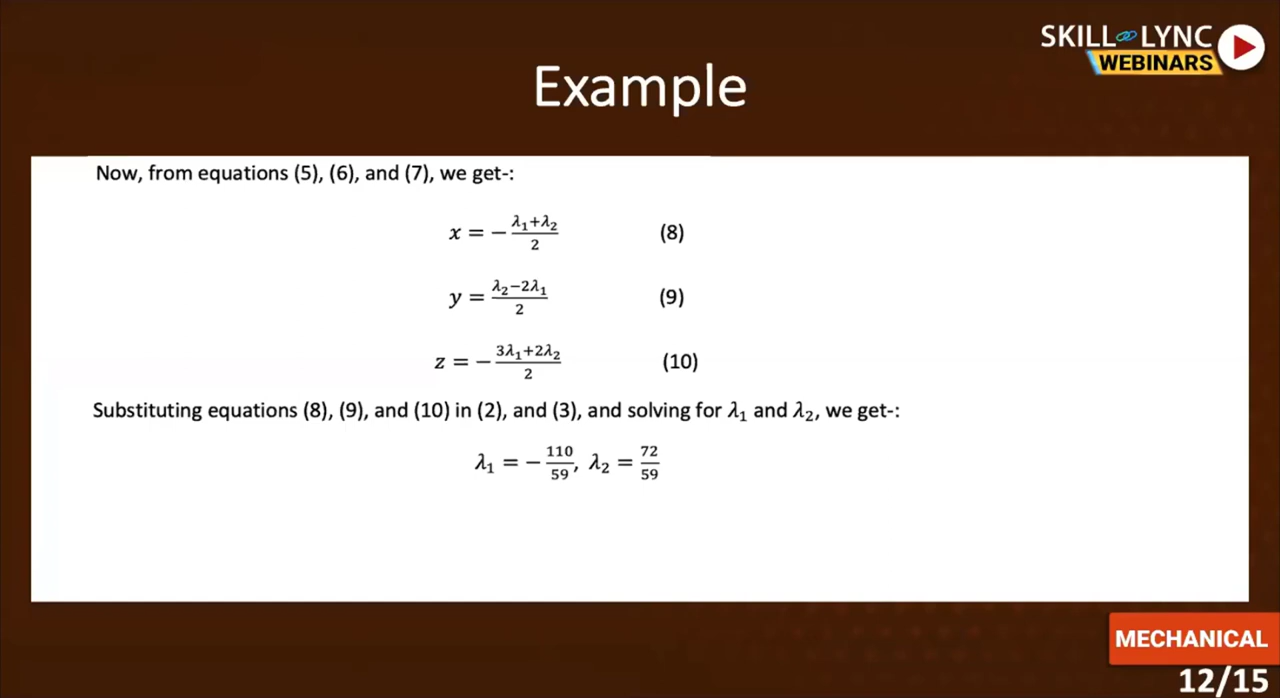 SKILL LYNC
WEBINARS
Example
Now, from equations (5), (6), and (7), we get-:
x = − (λ₁+λ₂)/2 (8)
y = (λ₂−2λ₁)/2 (9)
z = − (3λ₁+2λ₂)/2 (10)
Substituting equations (8), (9), and (10) in (2), and (3), and solving for λ₁ and λ₂, we get-:
λ₁ = − 110/59, λ₂ = 72/59
MECHANICAL
12/15